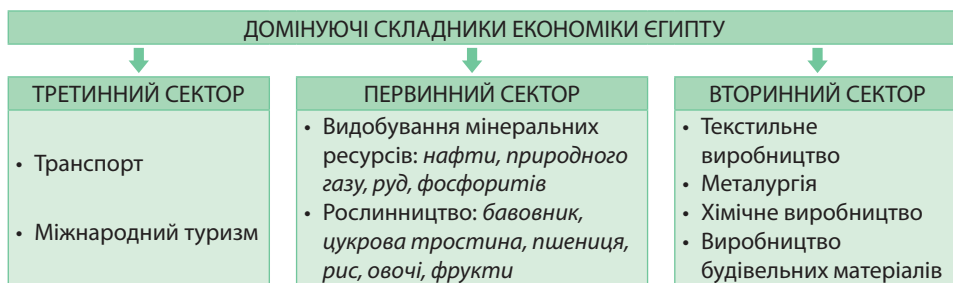 ДОМІНУЮЧІ СКЛАДНИКИ ЕКОНОМІКИ ЄГИПТУ
ТРЕТИННИЙ СЕКТОР
• Транспорт
• Міжнародний туризм
ПЕРВИННИЙ СЕКТОР
• Видобування мінеральних
ресурсів: нафти, природного
газу, руд, фосфоритів
• Рослинництво: бавовник,
цукрова тростина, пшениця,
рис, овочі, фрукти
ВТОРИННИЙ СЕКТОР
• Текстильне
виробництво
• Металургія
• Хімічне виробництво
• Виробництво
будівельних матеріалів